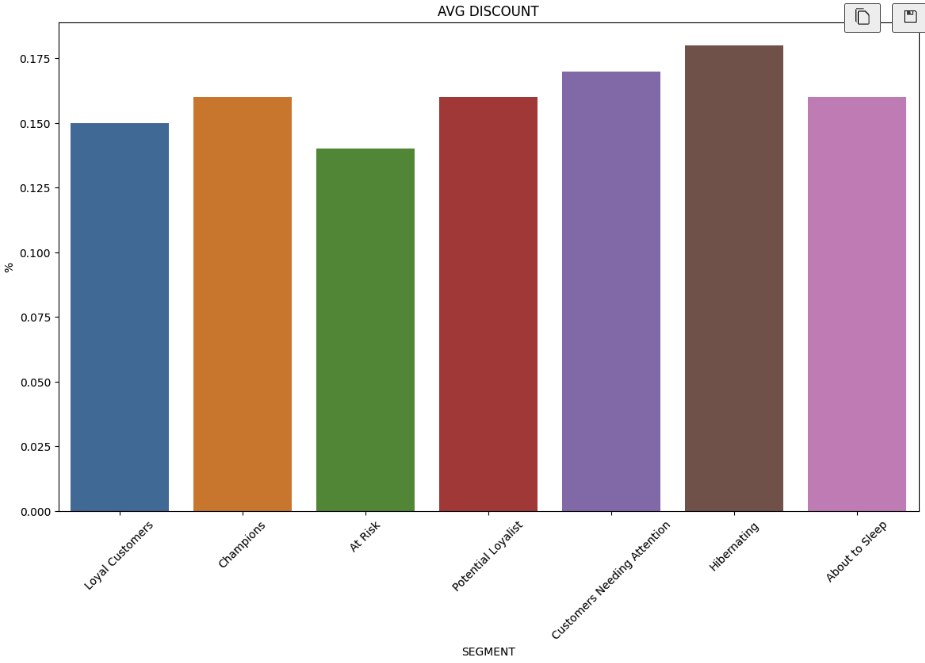 AVG DISCOUNT
0.175
0.150
0.125
0.100
0.075
0.050
0.025
0.000
%
Loyal Customers
Champions
At Risk
Potential Loyalist
Customers Needing Attention
Hibernating
About to Sleep
SEGMENT